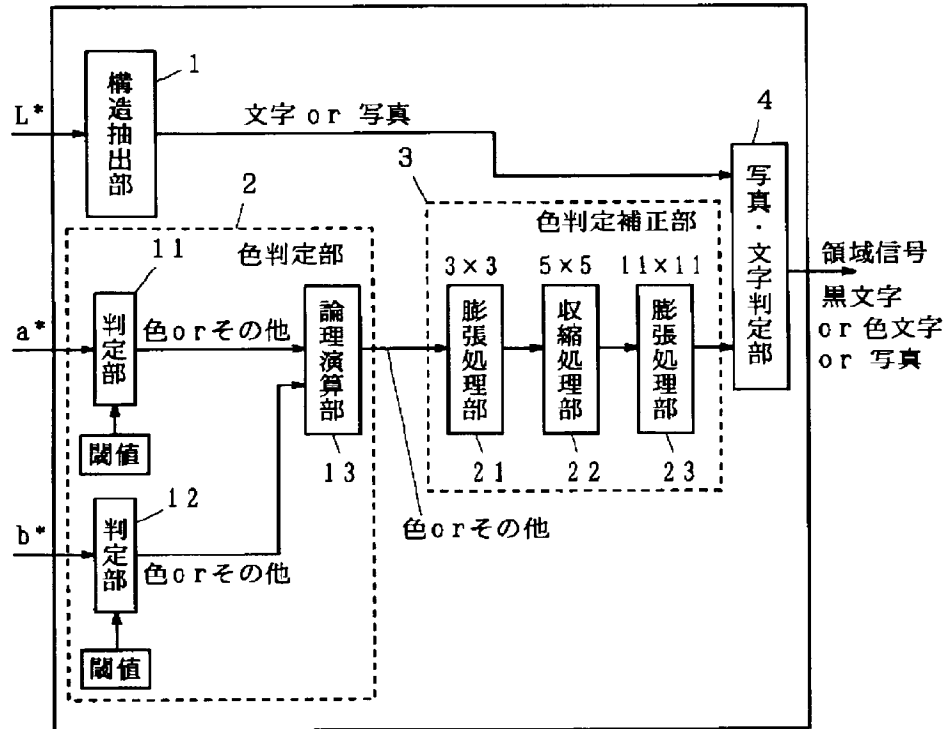 1
L*
構造抽出部
文字 or 写真
4
写真・文字判定部
2
3
色判定部
色判定補正部
領域信号
黒文字
or 色文字
or 写真
11
3×3
5×5
11×11
a*
判定部
色orその他
論理演算部
膨張処理部
収縮処理部
膨張処理部
閾値
13
21
22
23
12
b*
判定部
色orその他
色orその他
閾値